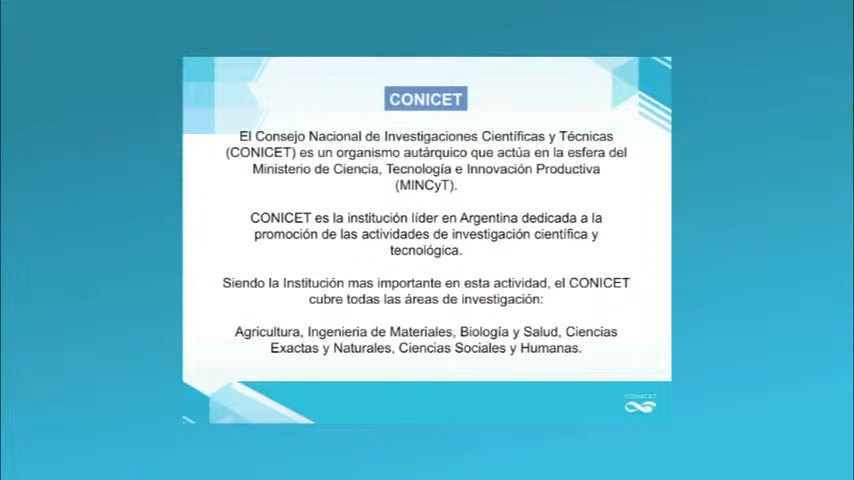 CONICET
El Consejo Nacional de Investigaciones Científicas y Técnicas
(CONICET) es un organismo autárquico que actúa en la esfera del
Ministerio de Ciencia, Tecnología e Innovación Productiva
(MINCyT).
CONICET es la institución líder en Argentina dedicada a la
promoción de las actividades de investigación científica y
tecnológica.
Siendo la Institución mas importante en esta actividad, el CONICET
cubre todas las áreas de investigación:
Agricultura, Ingenieria de Materiales, Biología y Salud, Ciencias
Exactas y Naturales, Ciencias Sociales y Humanas.
CONICET